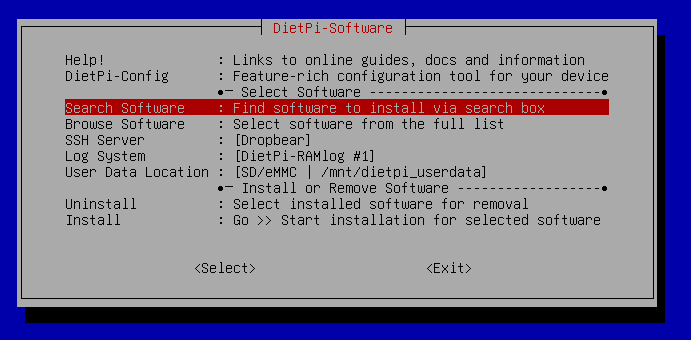 DietPi-Software
Help! : Links to online guides, docs and information
DietPi-Config : Feature-rich configuration tool for your device
●─ Select Software ----------------------------●
Search Software : Find software to install via search box
Browse Software : Select software from the full list
SSH Server : [Dropbear]
Log System : [DietPi-RAMlog #1]
User Data Location : [SD/eMMC | /mnt/dietpi_userdata]
●─ Install or Remove Software -----------------●
Uninstall : Select installed software for removal
Install : Go >> Start installation for selected software
<Select> <Exit>